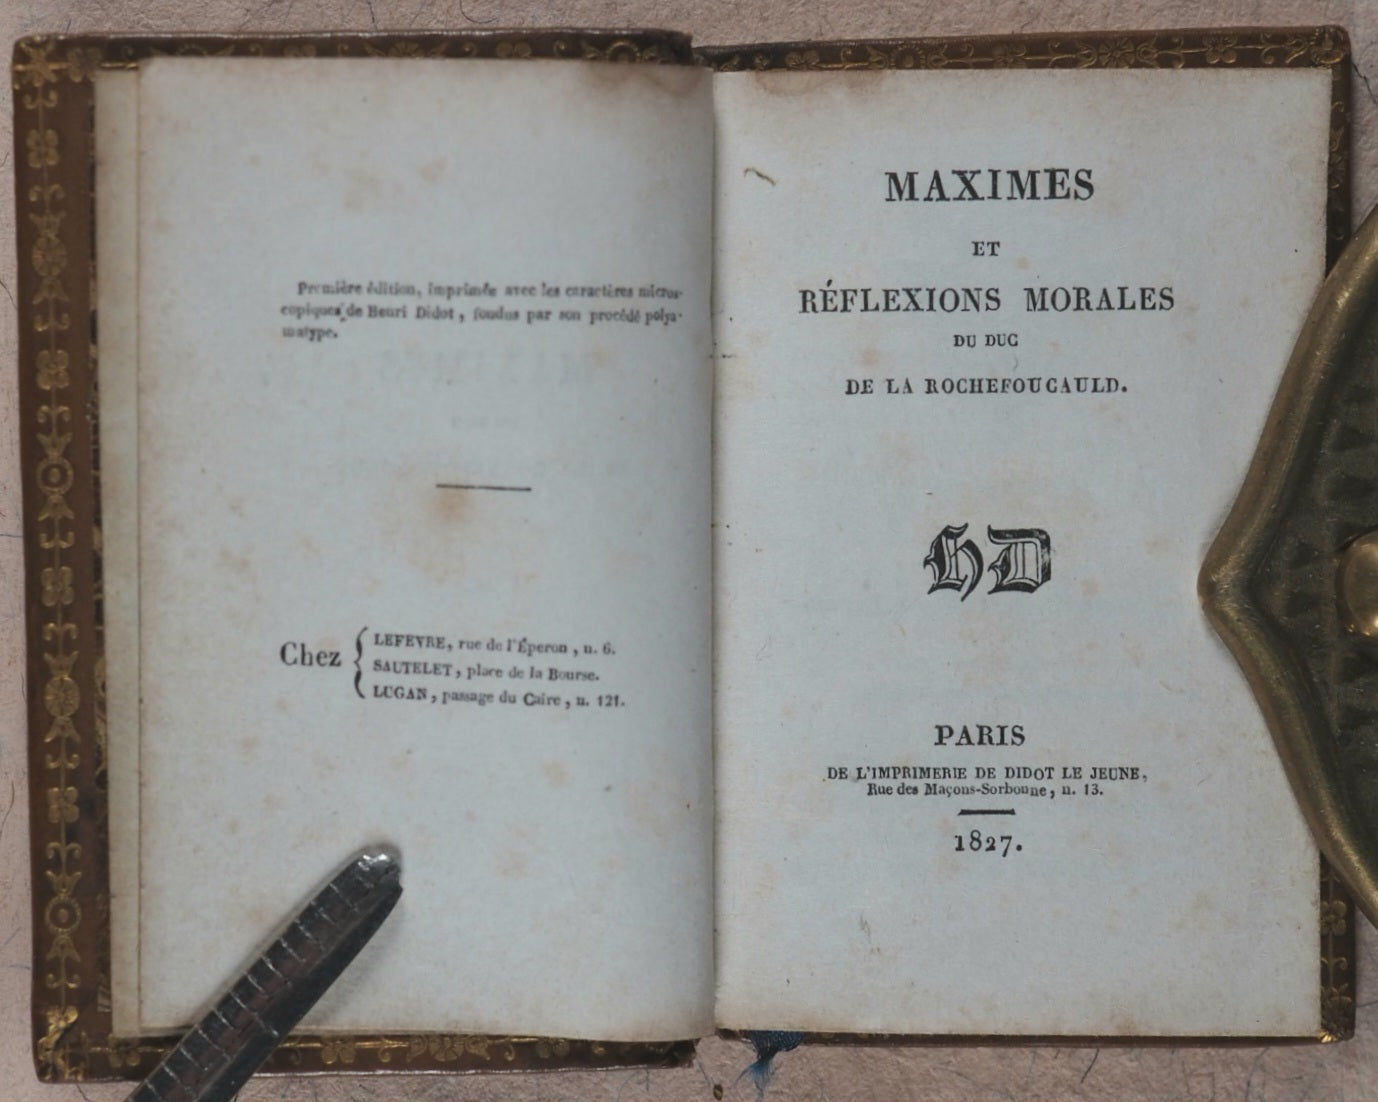 Première édition, imprimée avec les caractères micros-
copiques de Henri Didot, fondus par son procédé polya-
matype.
Chez
LEFEVRE, rue de l'Éperon, n. 6.
SAUTELET, place de la Bourse.
LUGAN, passage du Caire, n. 121.
MAXIMES
ET
RÉFLEXIONS MORALES
DU DUC
DE LA ROCHEFOUCAULD.
HD
PARIS
DE L'IMPRIMERIE DE DIDOT LE JEUNE,
Rue des Maçons-Sorbonne, n. 13.
1827.